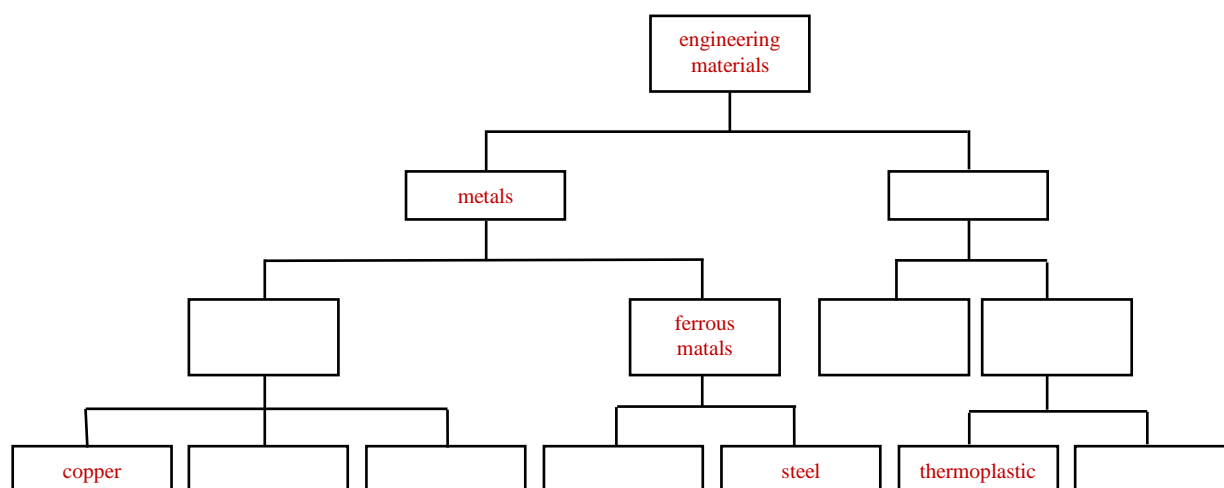 engineering
materials
metals
ferrous
matals
copper
steel
thermoplastic